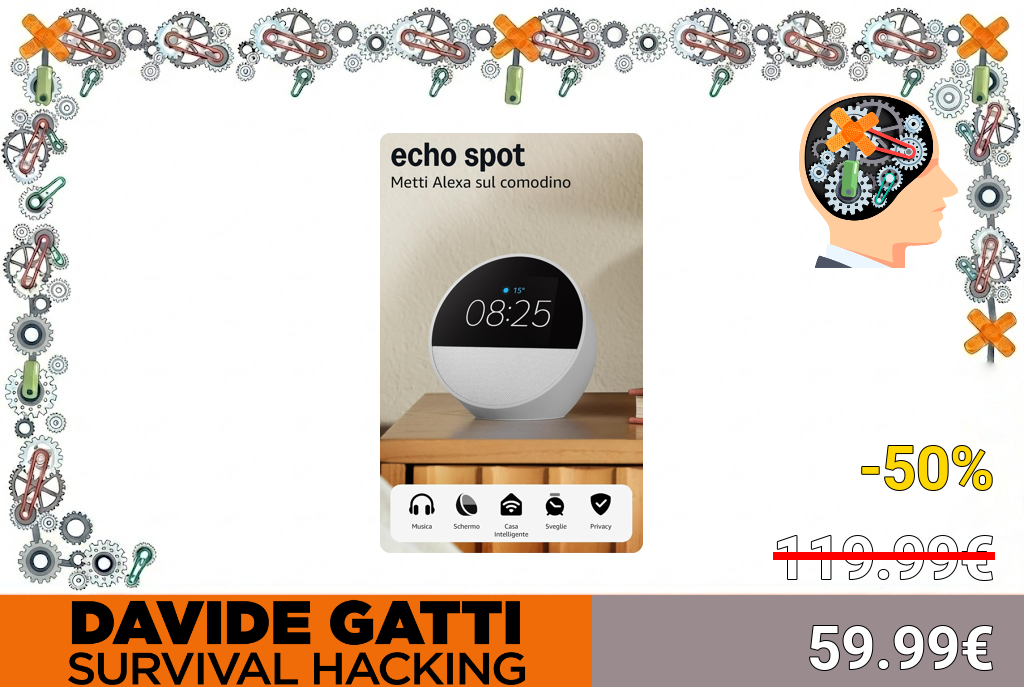 echo spot
Metti Alexa sul comodino
15°
08:25
Musica
Schermo
Casa
Intelligente
Sveglie
Privacy
-50%
119.99€
DAVIDE GATTI
SURVIVAL HACKING
59.99€